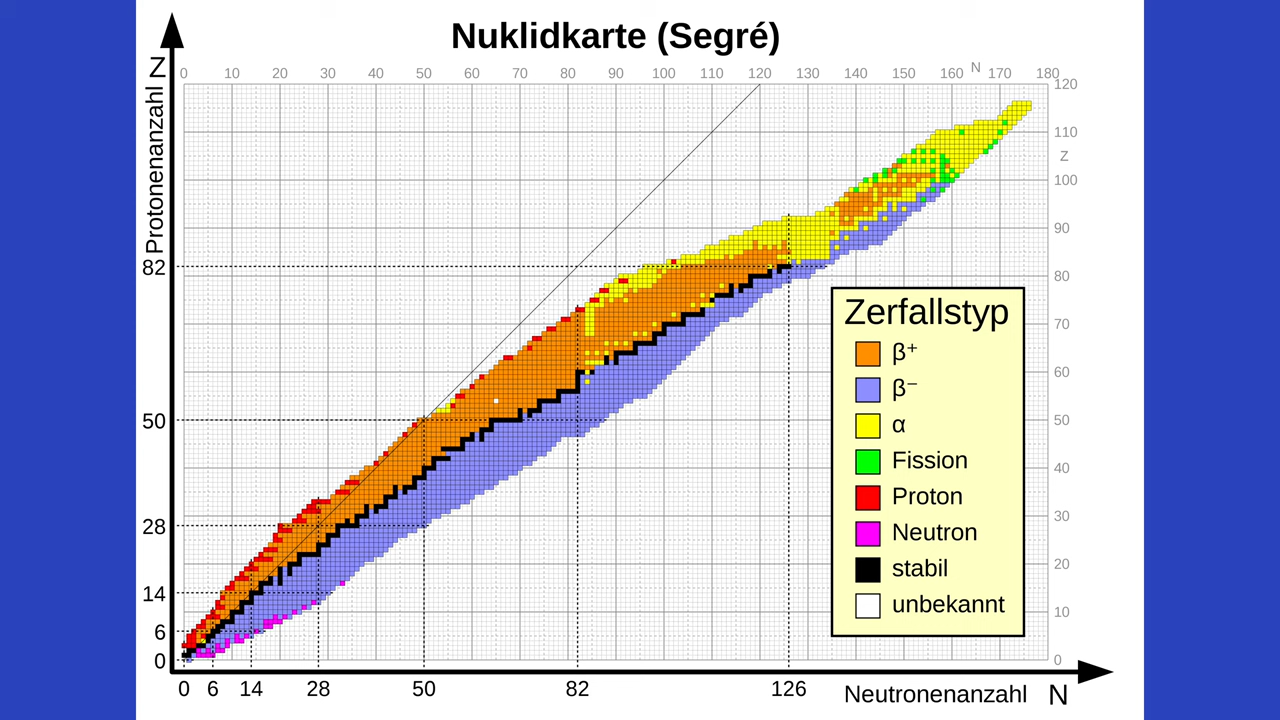 Nuklidkarte (Segré)
Z 0 10 20 30 40 50 60 70 80 90 100 110 120 130 140 150 160 N 170 180
Protonenanzahl
120
110
Z
100
90
80
70
60
50
40
30
20
10
0
82
50
28
14
6
0
Zerfallstyp
β⁺
β⁻
α
Fission
Proton
Neutron
stabil
unbekannt
0 6 14 28 50 82 126
Neutronenanzahl N